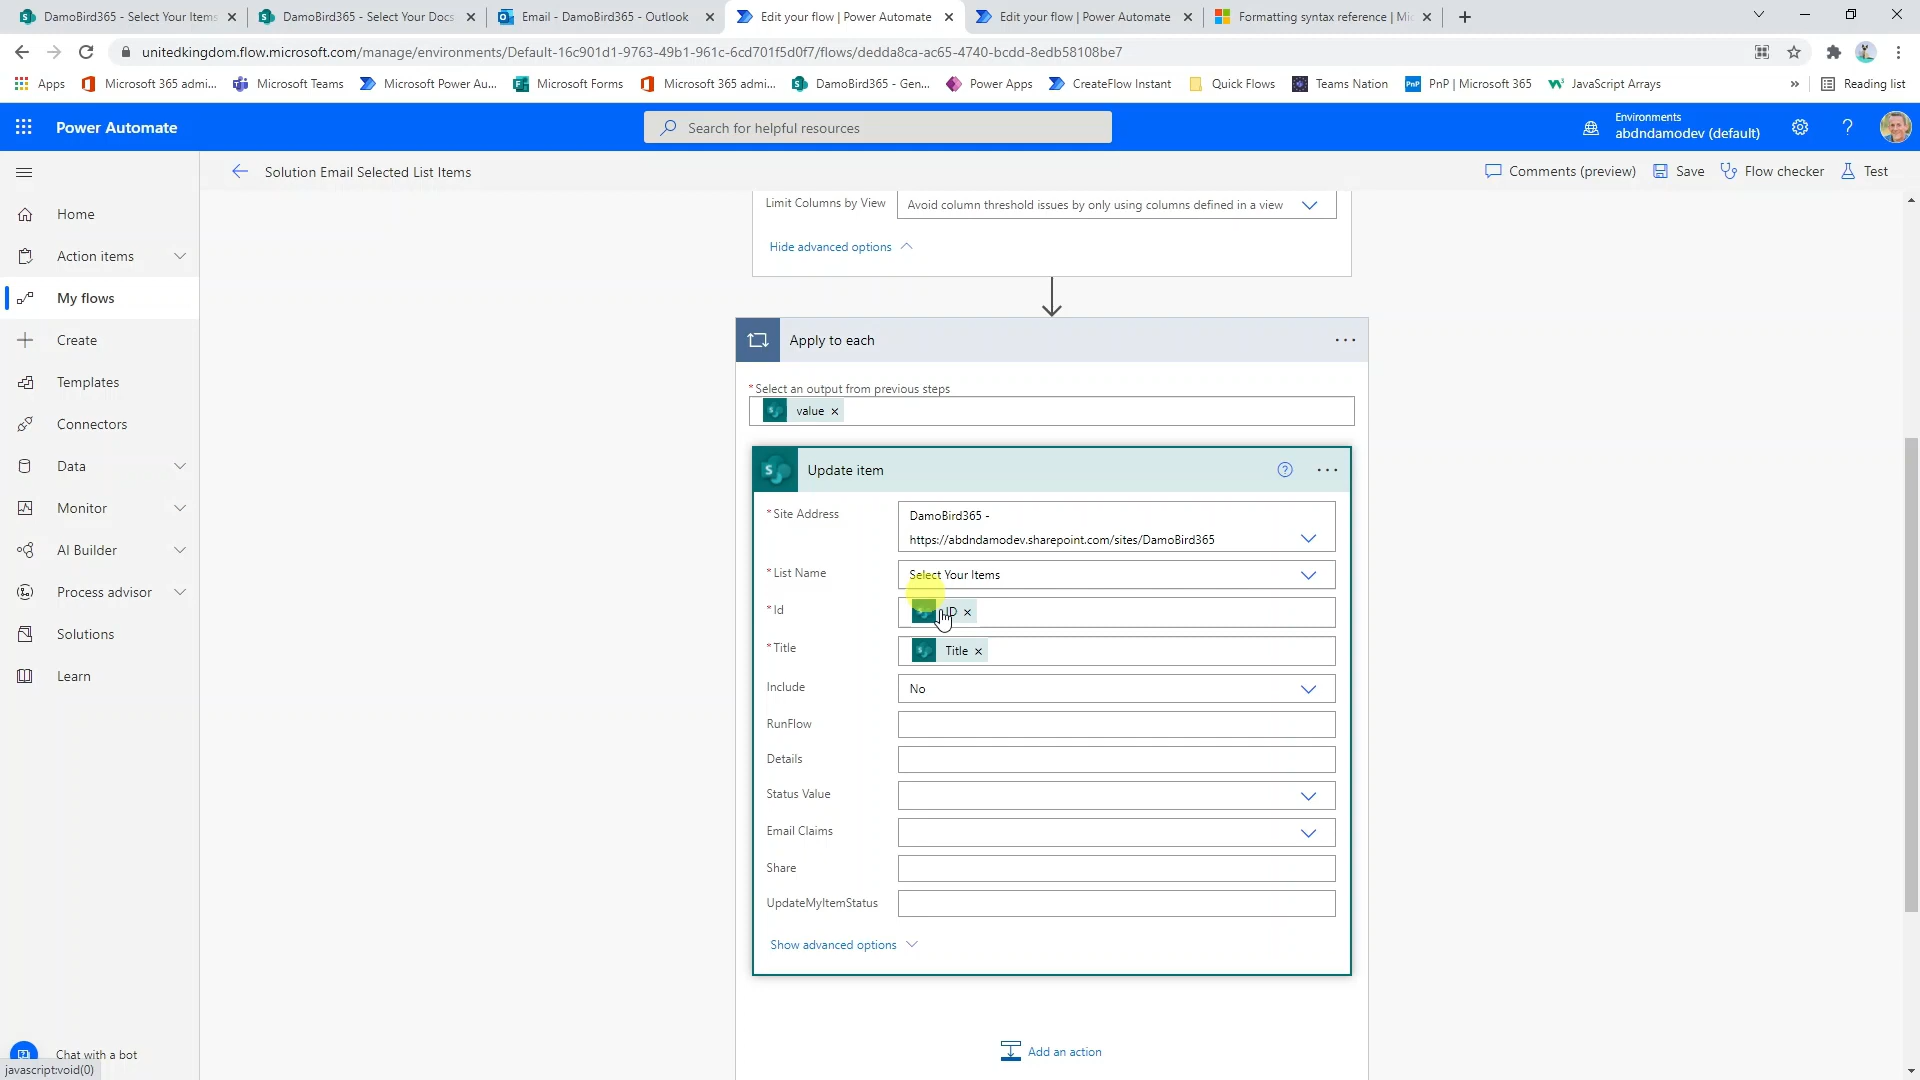 DamoBird365 - Select Your Items
DamoBird365 - Select Your Docs
Email - DamoBird365 - Outlook
Edit your flow | Power Automate
Edit your flow | Power Automate
Formatting syntax reference | Mic
unitedkingdom.flow.microsoft.com/manage/environments/Default-16c901d1-9763-49b1-961c-6cd701f5d0f7/flows/dedda8ca-ac65-4740-bcdd-8edb58108be7
Apps
Microsoft 365 admi...
Microsoft Teams
Microsoft Power Au...
Microsoft Forms
Microsoft 365 admi...
DamoBird365 - Gen...
Power Apps
CreateFlow Instant
Quick Flows
Teams Nation
PnP | Microsoft 365
JavaScript Arrays
»
Reading list
Power Automate
Search for helpful resources
Environments
abdndamodev (default)
?
Solution Email Selected List Items
Comments (preview)
Save
Flow checker
Test
Home
Action items
My flows
Create
Templates
Connectors
Data
Monitor
AI Builder
Process advisor
Solutions
Learn
Chat with a bot
javascript:void(0)
Limit Columns by View
Avoid column threshold issues by only using columns defined in a view
Hide advanced options
Apply to each
* Select an output from previous steps
value
Update item
* Site Address
DamoBird365 -
https://abdndamodev.sharepoint.com/sites/DamoBird365
* List Name
Select Your Items
* Id
ID
* Title
Title
Include
No
RunFlow
Details
Status Value
Email Claims
Share
UpdateMyItemStatus
Show advanced options
Add an action